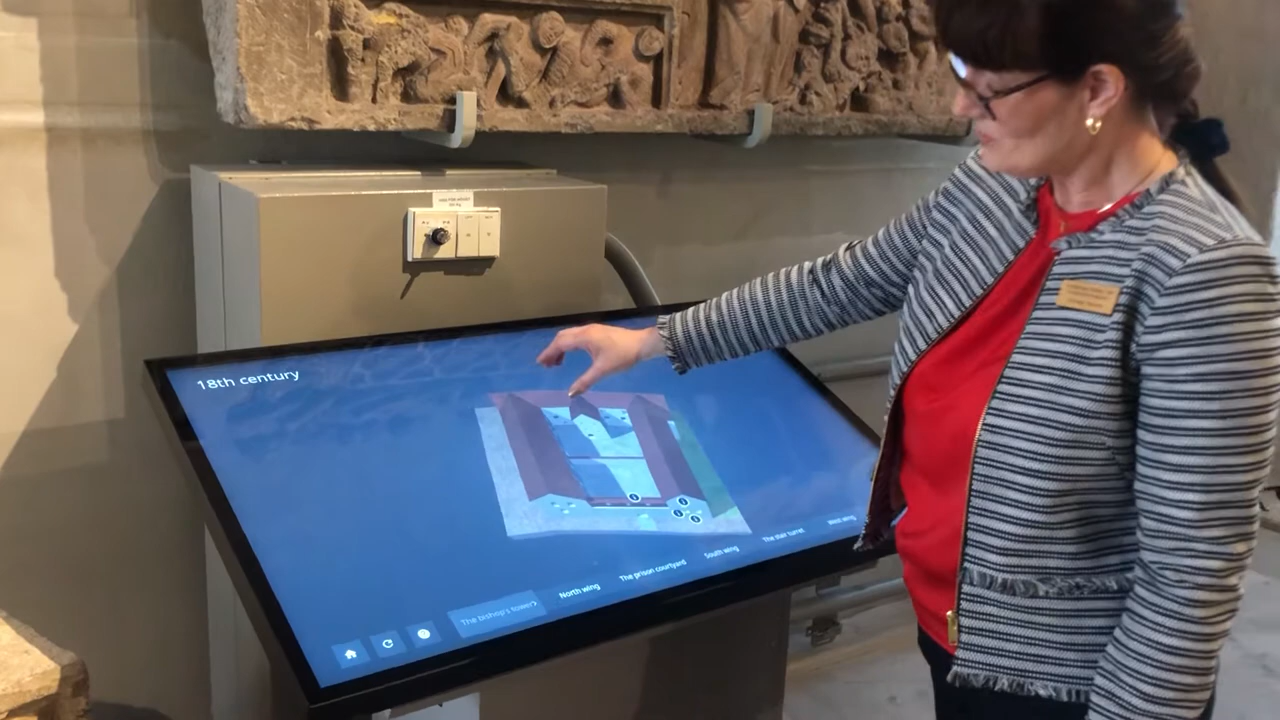 18th century
The bishop's tower?
North wing
The prison courtyard
South wing
The stair turret
West wing